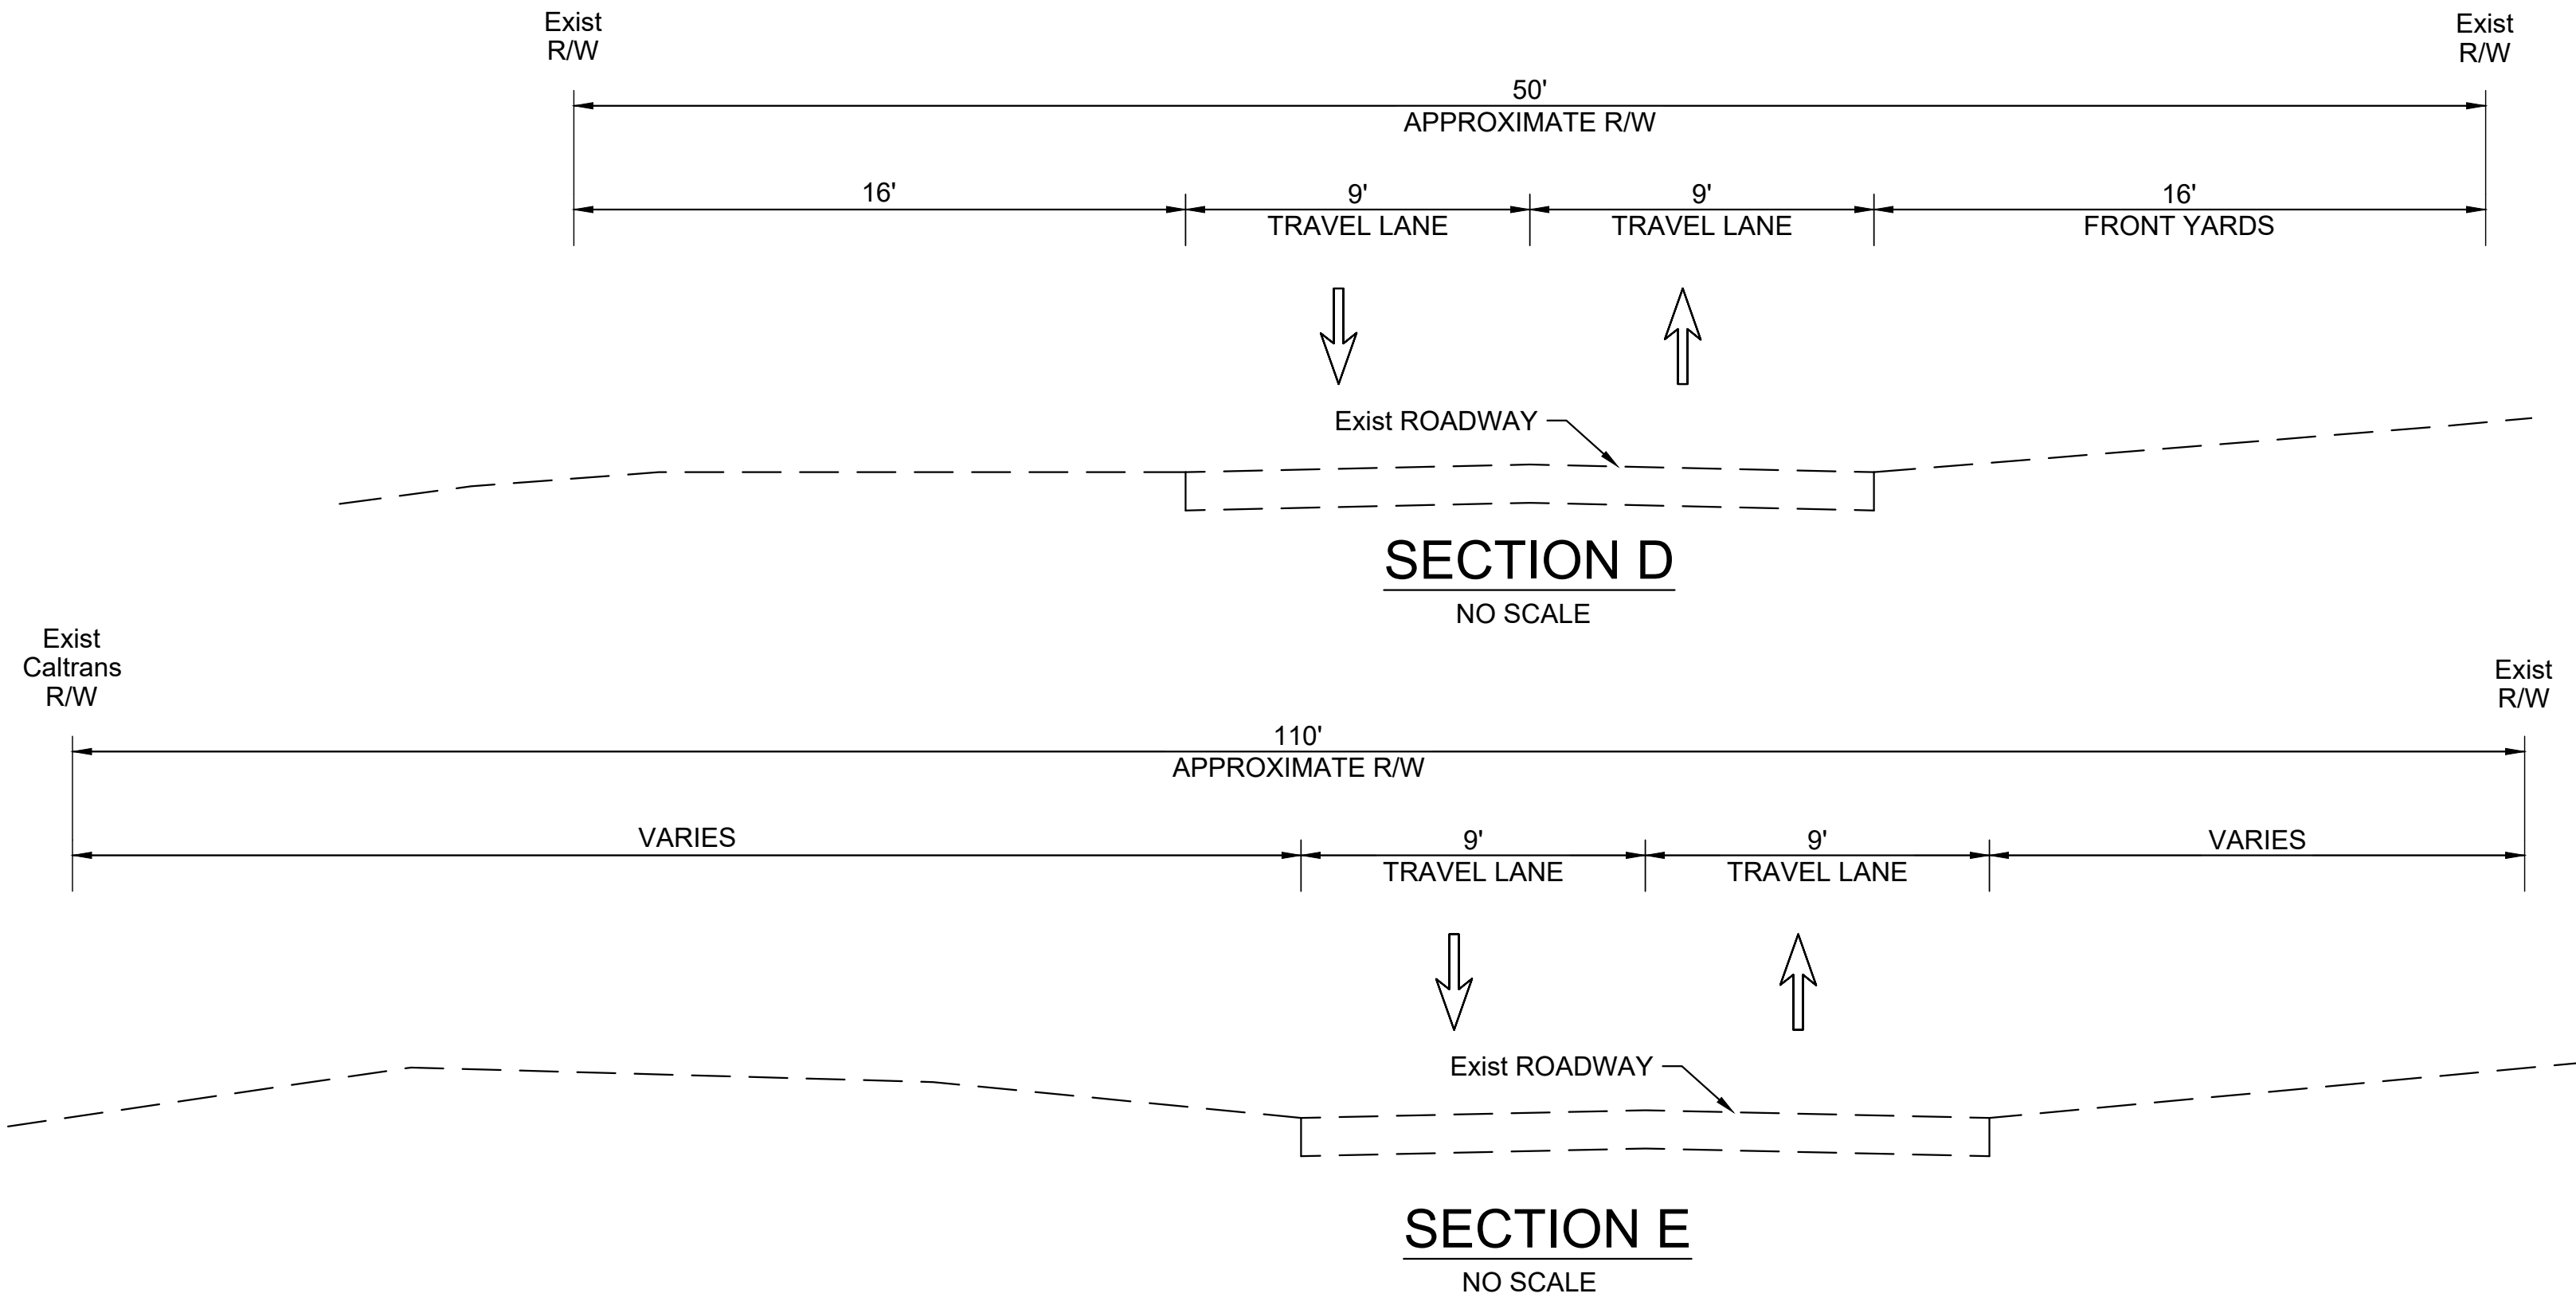 Exist
R/W
Exist
R/W
50'
APPROXIMATE R/W
16'
9'
TRAVEL LANE
9'
TRAVEL LANE
16'
FRONT YARDS
Exist ROADWAY
SECTION D
NO SCALE
Exist
Caltrans
R/W
Exist
R/W
110'
APPROXIMATE R/W
VARIES
9'
TRAVEL LANE
9'
TRAVEL LANE
VARIES
Exist ROADWAY
SECTION E
NO SCALE